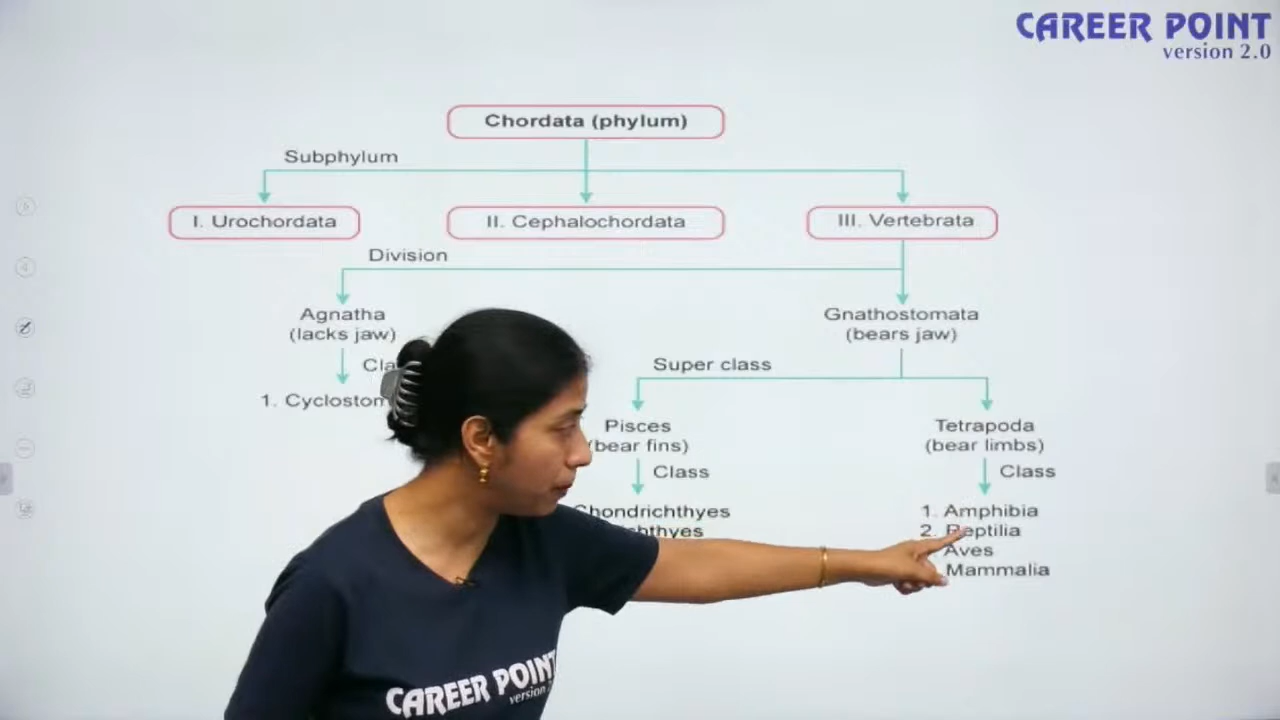 CAREER POINT
version 2.0
Chordata (phylum)
Subphylum
I. Urochordata
II. Cephalochordata
III. Vertebrata
Division
Agnatha
(lacks jaw)
Gnathostomata
(bears jaw)
Super class
1.
Pisces
(bear fins)
Tetrapoda
(bear limbs)
Class
Class
Chondrichthyes
1. Amphibia
2. Reptilia
Aves
Mammalia
CAREER POINT
version